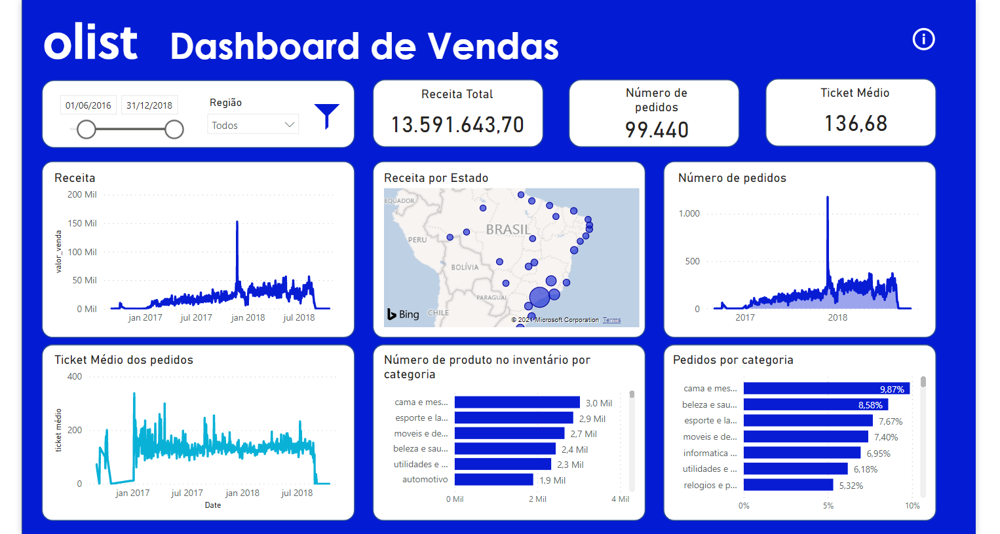 olist Dashboard de Vendas
01/06/2016 31/12/2018
Região
Todos
Receita Total
13.591.643,70
Número de
pedidos
99.440
Ticket Médio
136,68
Receita
200 Mil
150 Mil
100 Mil
50 Mil
0 Mil
valor_venda
jan 2017 jul 2017 jan 2018 jul 2018
Receita por Estado
EQUADOR
BRASIL
PERU
BOLÍVIA
PARAGUAI
CHILE
Bing
© 2021 Microsoft Corporation Terms
Número de pedidos
1.000
500
0
2017 2018
Ticket Médio dos pedidos
400
200
0
ticket médio
jan 2017 jul 2017 jan 2018 jul 2018
Date
Número de produto no inventário por
categoria
cama e mes... 3,0 Mil
esporte e la... 2,9 Mil
moveis e de... 2,7 Mil
beleza e sau... 2,4 Mil
utilidades e ... 2,3 Mil
automotivo 1,9 Mil
0 Mil 2 Mil 4 Mil
Pedidos por categoria
cama e mes... 9,87%
beleza e sau... 8,58%
esporte e la... 7,67%
moveis e de... 7,40%
informatica ... 6,95%
utilidades e ... 6,18%
relogios e p... 5,32%
0% 5% 10%